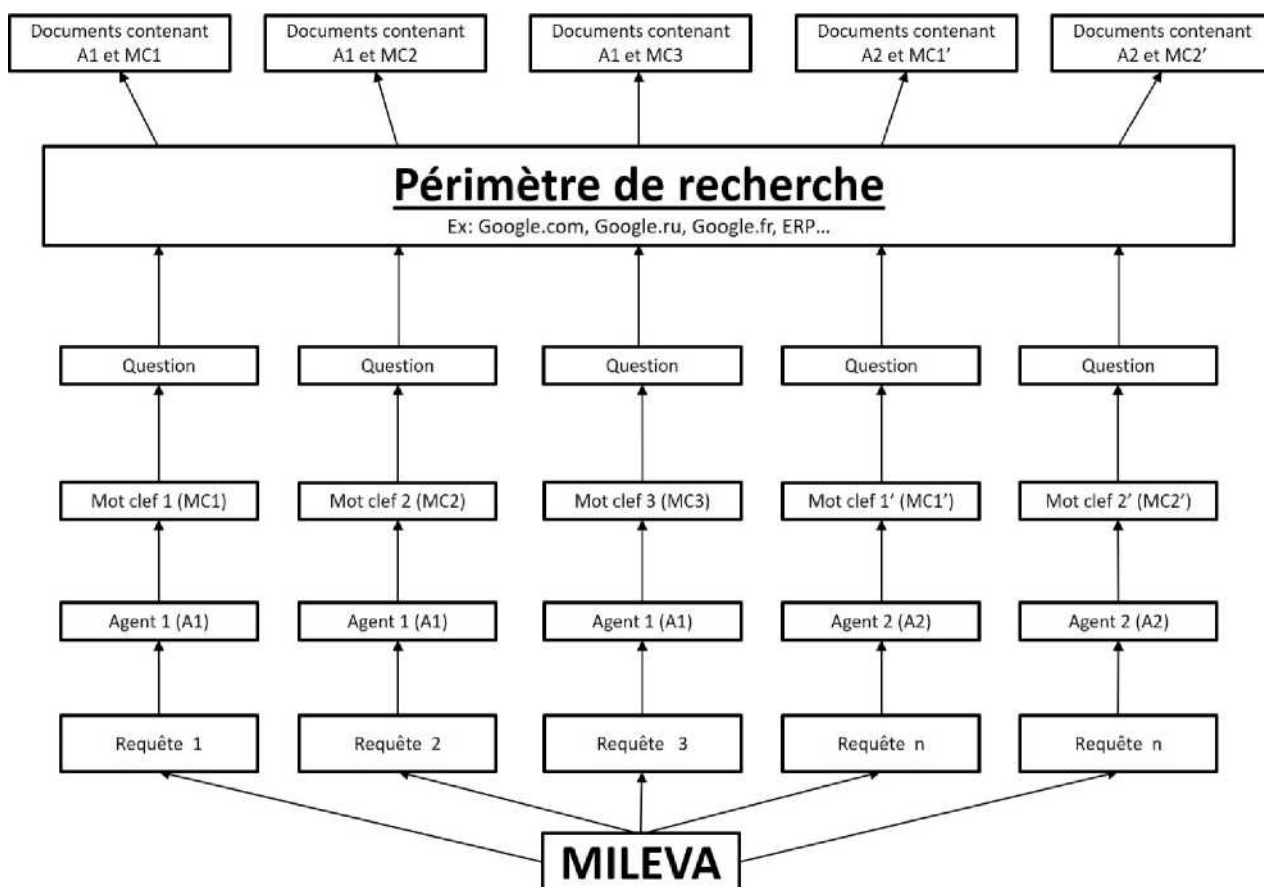 Documents contenant
A1 et MC1
Documents contenant
A1 et MC2
Documents contenant
A1 et MC3
Documents contenant
A2 et MC1’
Documents contenant
A2 et MC2’
Périmètre de recherche
Ex: Google.com, Google.ru, Google.fr, ERP...
Question
Question
Question
Question
Question
Mot clef 1 (MC1)
Mot clef 2 (MC2)
Mot clef 3 (MC3)
Mot clef 1’ (MC1’)
Mot clef 2’ (MC2’)
Agent 1 (A1)
Agent 1 (A1)
Agent 1 (A1)
Agent 2 (A2)
Agent 2 (A2)
Requête 1
Requête 2
Requête 3
Requête n
Requête n
MILEVA